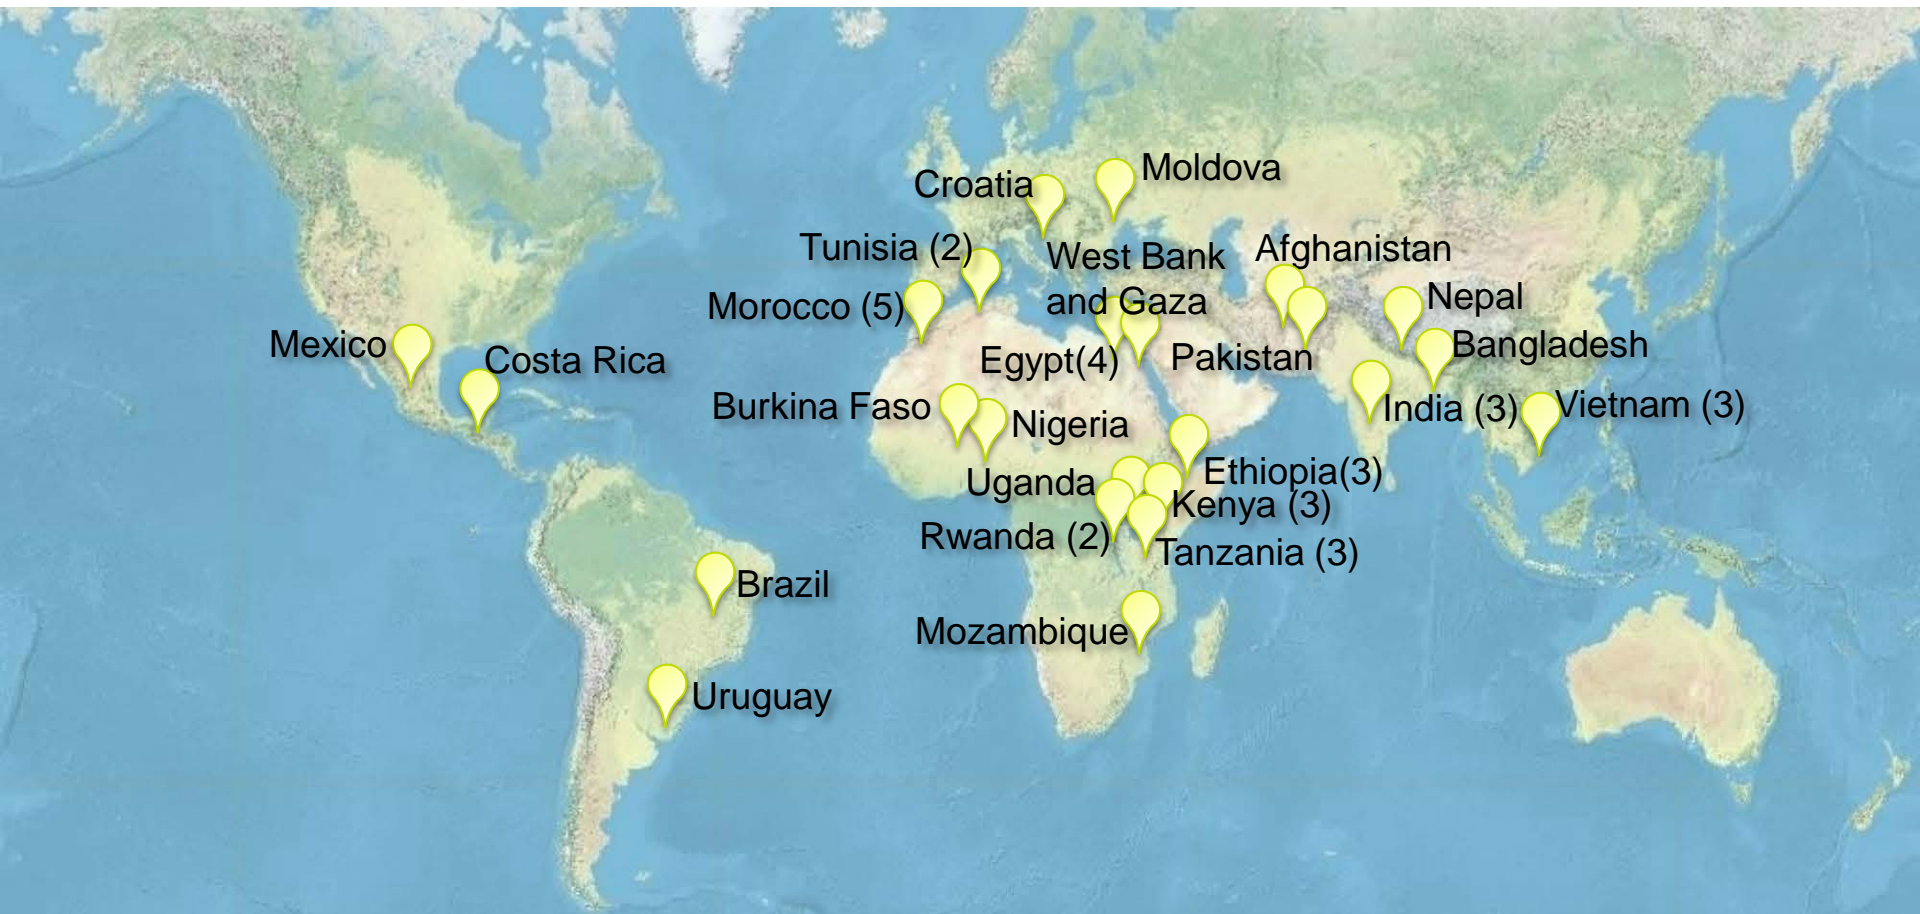 Moldova
Croatia
Tunisia (2)
West Bank
and Gaza
Afghanistan
Morocco (5)
Nepal
Mexico
Costa Rica
Egypt(4)
Pakistan
Bangladesh
Burkina Faso
Nigeria
India (3)
Vietnam (3)
Uganda
Ethiopia(3)
Kenya (3)
Rwanda (2)
Tanzania (3)
Brazil
Mozambique
Uruguay